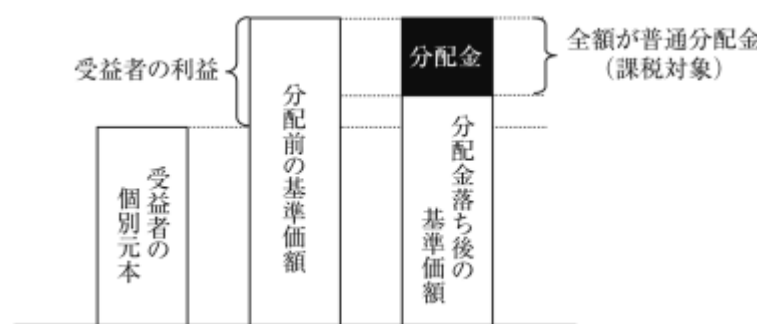 受益者の利益
分配金
全額が普通分配金
（課税対象）
受益者の
個別元本
分配前の基準価額
分配金落ち後の
基準価額